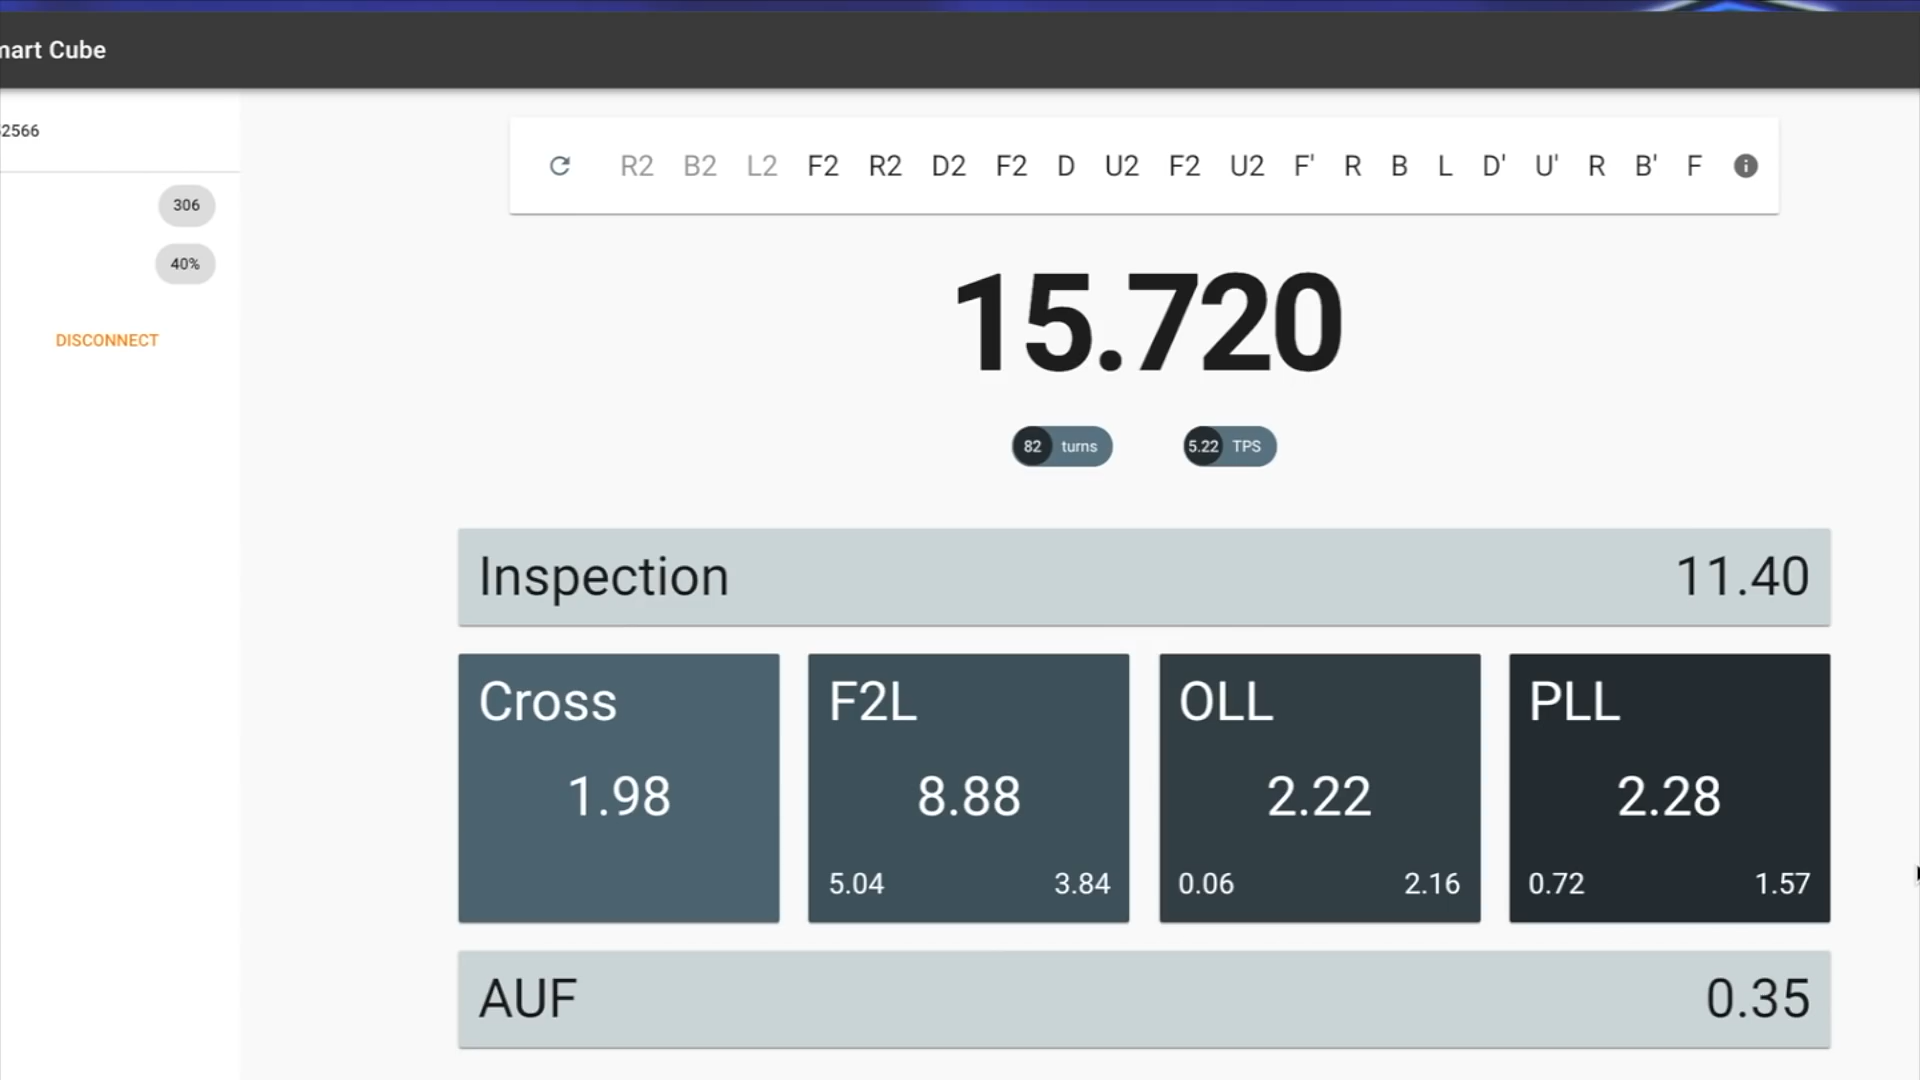 mart Cube
52566
306
40%
DISCONNECT
R2 B2 L2 F2 R2 D2 F2 D U2 F2 U2 F' R B L D' U' R B' F
15.720
82 turns 5.22 TPS
Inspection 11.40
Cross F2L OLL PLL
1.98 8.88 2.22 2.28
5.04 3.84 0.06 2.16 0.72 1.57
AUF 0.35